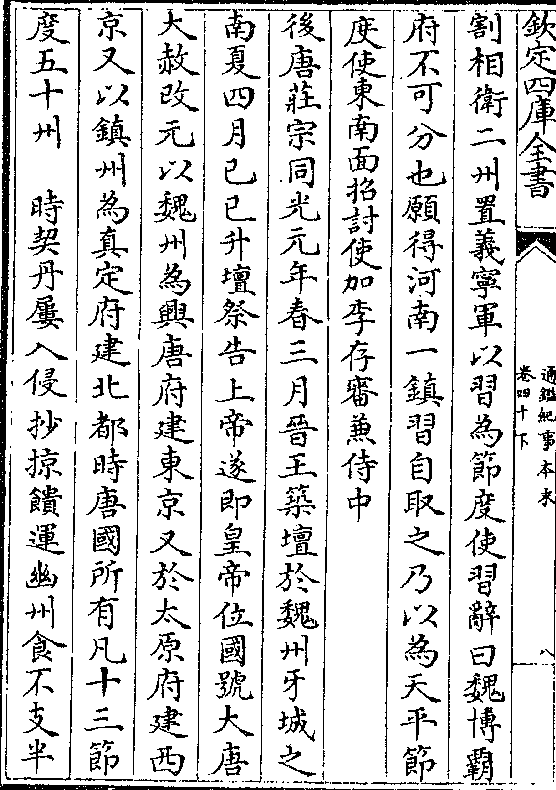 欽定四庫全書
通鑑紀事本末
卷四十下
八
割相衛二州置義寧軍以習為節度使習辭曰魏博霸
府不可分也願得河南一鎮習自取之乃以為天平節
度使東南面招討使加李存審兼侍中
後唐莊宗同光元年春三月晉王築壇於魏州牙城之
南夏四月己巳升壇祭告上帝遂即皇帝位國號大唐
大赦改元以魏州為興唐府建東京又於太原府建西
京又以鎮州為真定府建北都時唐國所有凡十三節
度五十州 時契丹屢入侵抄掠饋運幽州食不支半